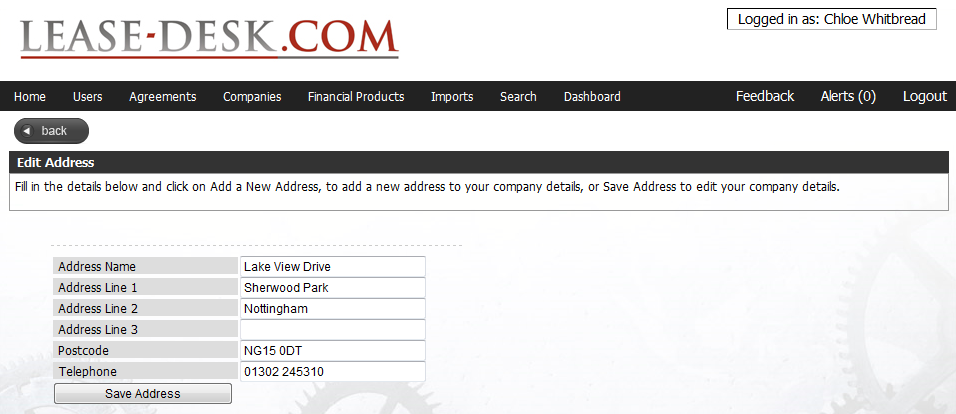 LEASE-DESK.COM
Logged in as: Chloe Whitbread
Home Users Agreements Companies Financial Products Imports Search Dashboard Feedback Alerts (0) Logout
back
Edit Address
Fill in the details below and click on Add a New Address, to add a new address to your company details, or Save Address to edit your company details.
Address Name Lake View Drive
Address Line 1 Sherwood Park
Address Line 2 Nottingham
Address Line 3
Postcode NG15 0DT
Telephone 01302 245310
Save Address